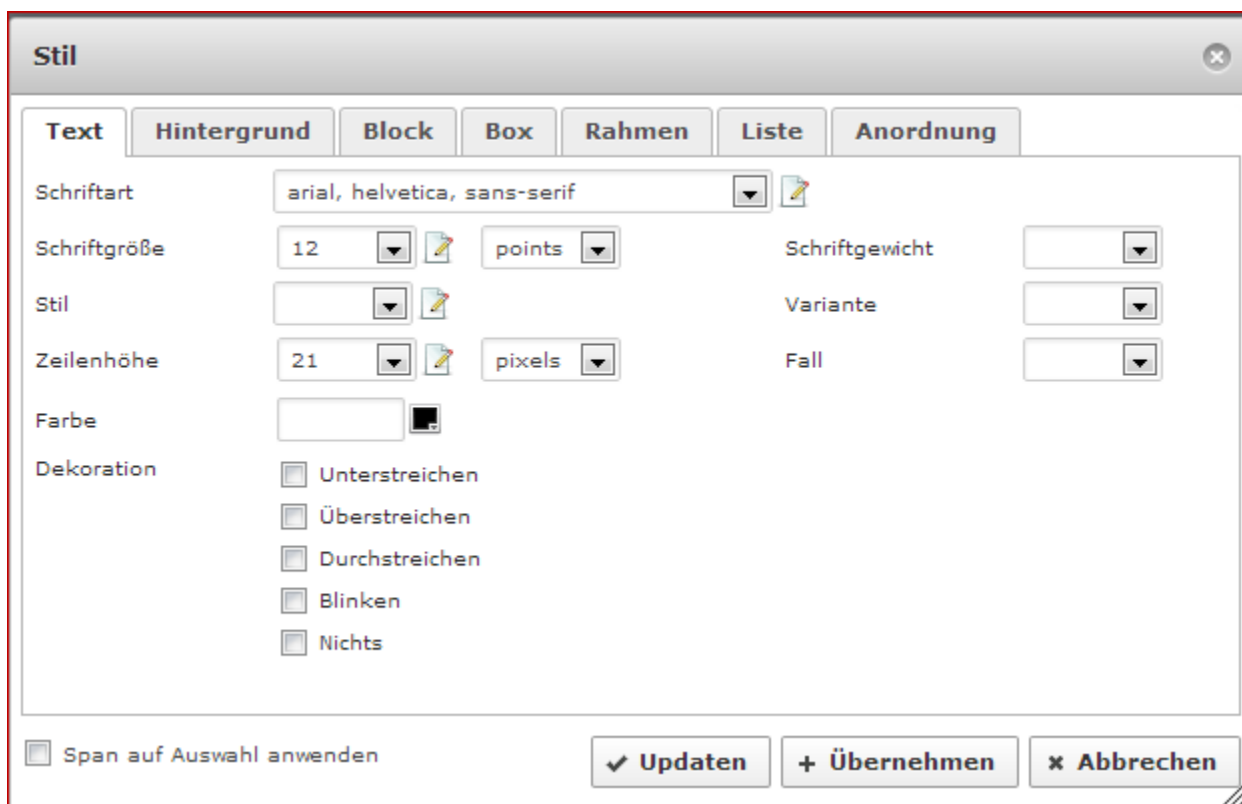 Stil
Text Hintergrund Block Box Rahmen Liste Anordnung
Schriftart arial, helvetica, sans-serif
Schriftgröße 12 points Schriftgewicht
Stil Variante
Zeilenhöhe 21 pixels Fall
Farbe
Dekoration Unterstreichen
Überstreichen
Durchstreichen
Blinken
Nichts
Span auf Auswahl anwenden Updaten Übernehmen Abbrechen